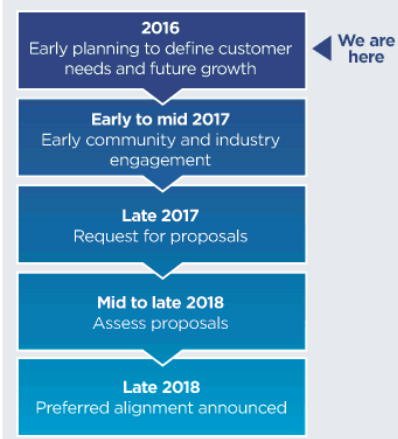 2016
Early planning to define customer
needs and future growth
We are
here
Early to mid 2017
Early community and industry
engagement
Late 2017
Request for proposals
Mid to late 2018
Assess proposals
Late 2018
Preferred alignment announced